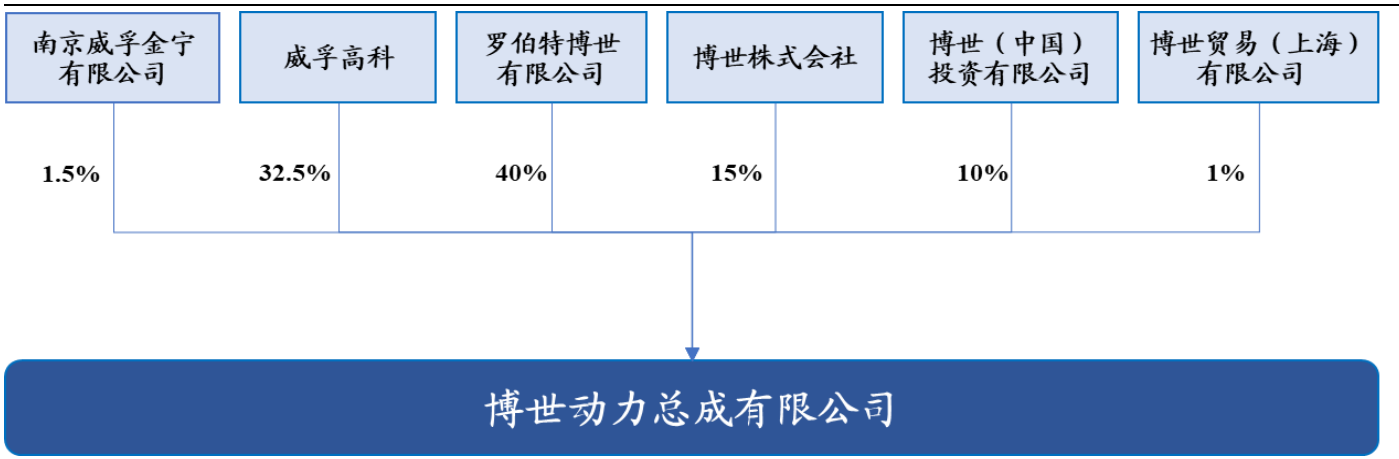 南京威孚金宁
有限公司
威孚高科
罗伯特博世
有限公司
博世株式会社
博世（中国）
投资有限公司
博世贸易（上海）
有限公司
1.5%
32.5%
40%
15%
10%
1%
博世动力总成有限公司